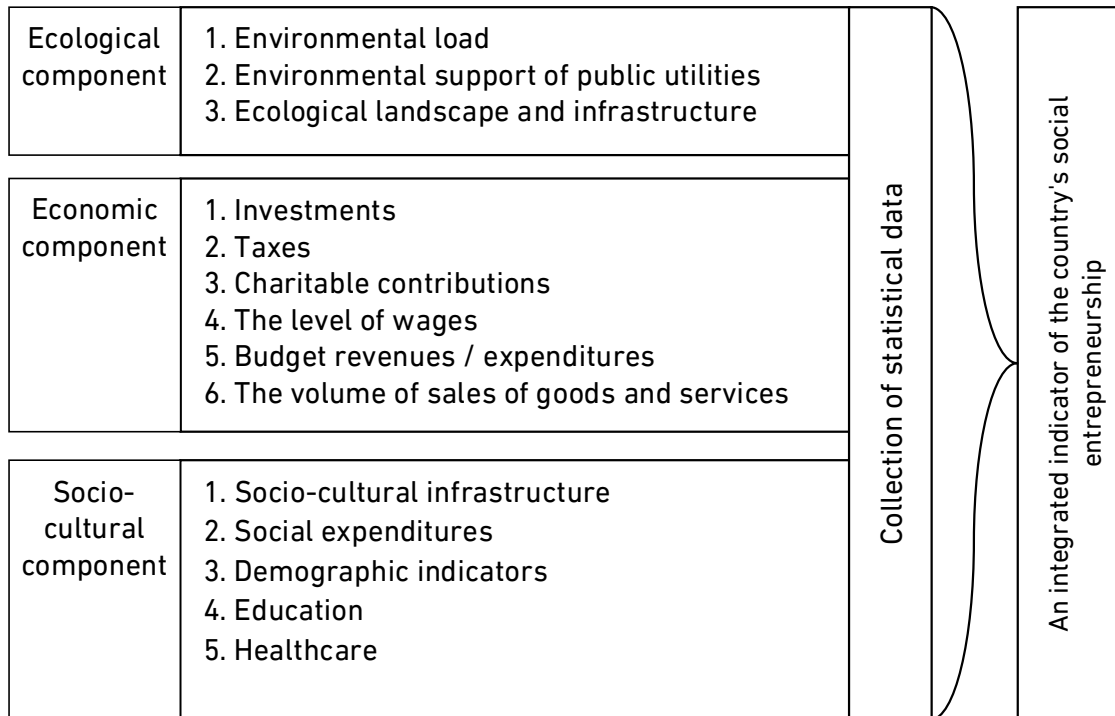 Ecological
component
1. Environmental load
2. Environmental support of public utilities
3. Ecological landscape and infrastructure
Economic
component
1. Investments
2. Taxes
3. Charitable contributions
4. The level of wages
5. Budget revenues / expenditures
6. The volume of sales of goods and services
Socio-
cultural
component
1. Socio-cultural infrastructure
2. Social expenditures
3. Demographic indicators
4. Education
5. Healthcare
Collection of statistical data
An integrated indicator of the country's social
entrepreneurship